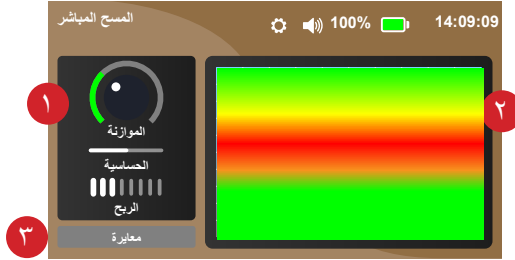 المسح المباشر 100% 14:09:09
١
٢
الموازنة
الحساسية
الربح
٣
معايرة